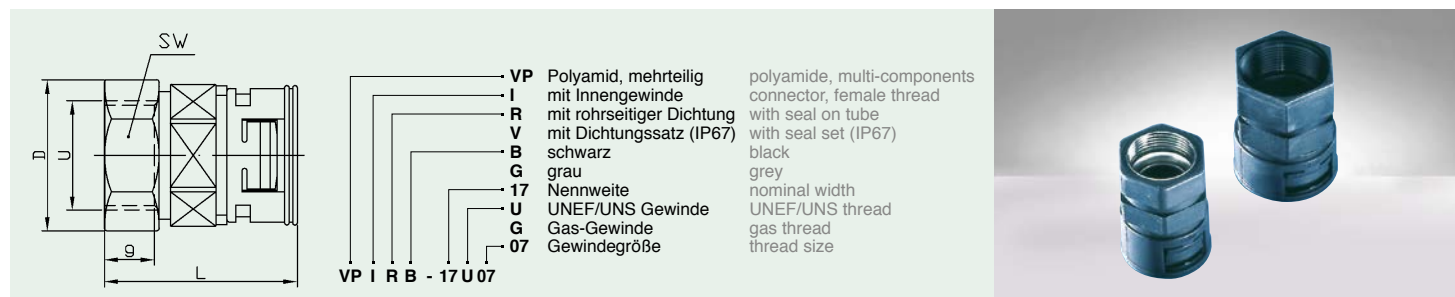 SW
D
U
g
L
VP Polyamid, mehrteilig polyamide, multi-components
I mit Innengewinde connector, female thread
R mit rohrseitiger Dichtung with seal on tube
V mit Dichtungssatz (IP67) with seal set (IP67)
B schwarz black
G grau grey
17 Nennweite nominal width
U UNEF/UNS Gewinde UNEF/UNS thread
G Gas-Gewinde gas thread
07 Gewindegröße thread size
VP I R B - 17 U 07